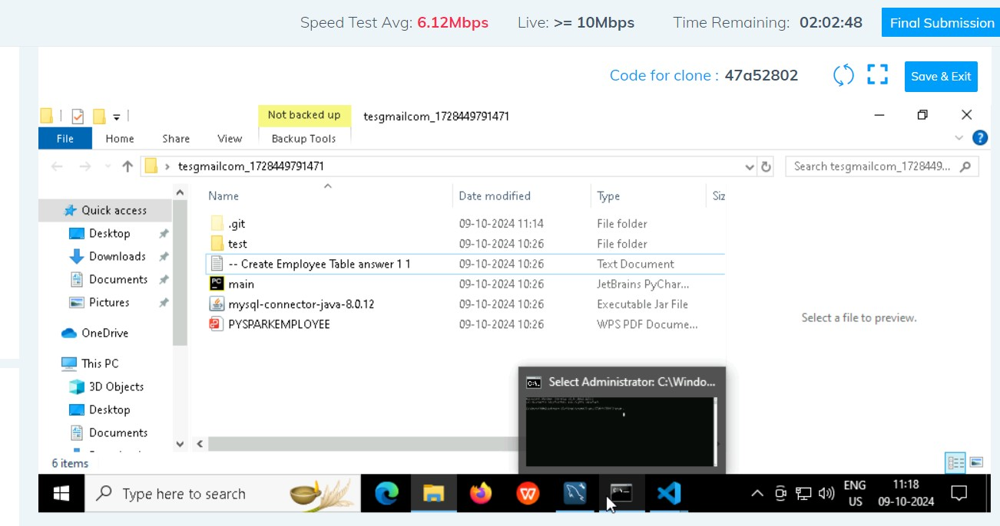 Speed Test Avg: 6.12Mbps Live: >= 10Mbps Time Remaining: 02:02:48 Final Submission
Code for clone : 47a52802 Save & Exit
Not backed up tesgmailcom_1728449791471
File Home Share View Backup Tools
tesgmailcom_1728449791471 Search tesgmailcom_1728449...
Name Date modified Type Siz
Quick access
Desktop
Downloads
Documents
Pictures
OneDrive
This PC
3D Objects
Desktop
Documents
.git 09-10-2024 11:14 File folder
test 09-10-2024 10:26 File folder
-- Create Employee Table answer 1 1 09-10-2024 10:26 Text Document
main 09-10-2024 10:26 JetBrains PyChar...
mysql-connector-java-8.0.12 09-10-2024 10:26 Executable Jar File
PYSPARKEMPLOYEE 09-10-2024 10:26 WPS PDF Docume...
Select a file to preview.
Select Administrator: C:\Windo...
6 items
Type here to search
ENG
US
11:18
09-10-2024